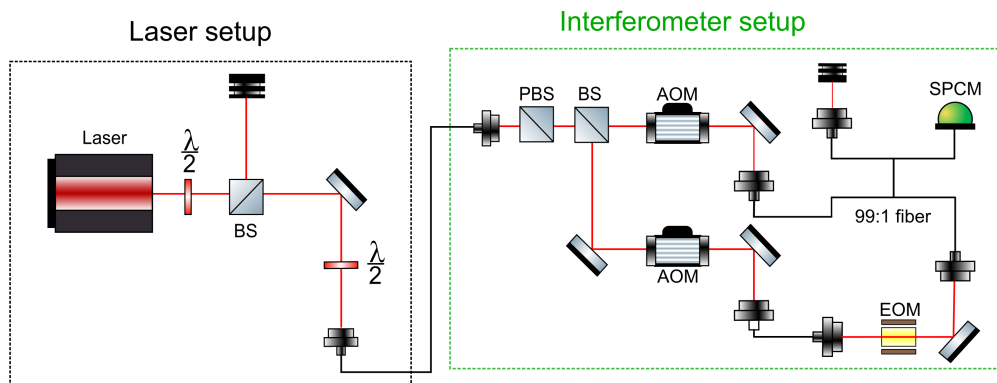 Laser setup
Interferometer setup
Laser
λ
2
BS
λ
2
PBS
BS
AOM
SPCM
99:1 fiber
AOM
EOM